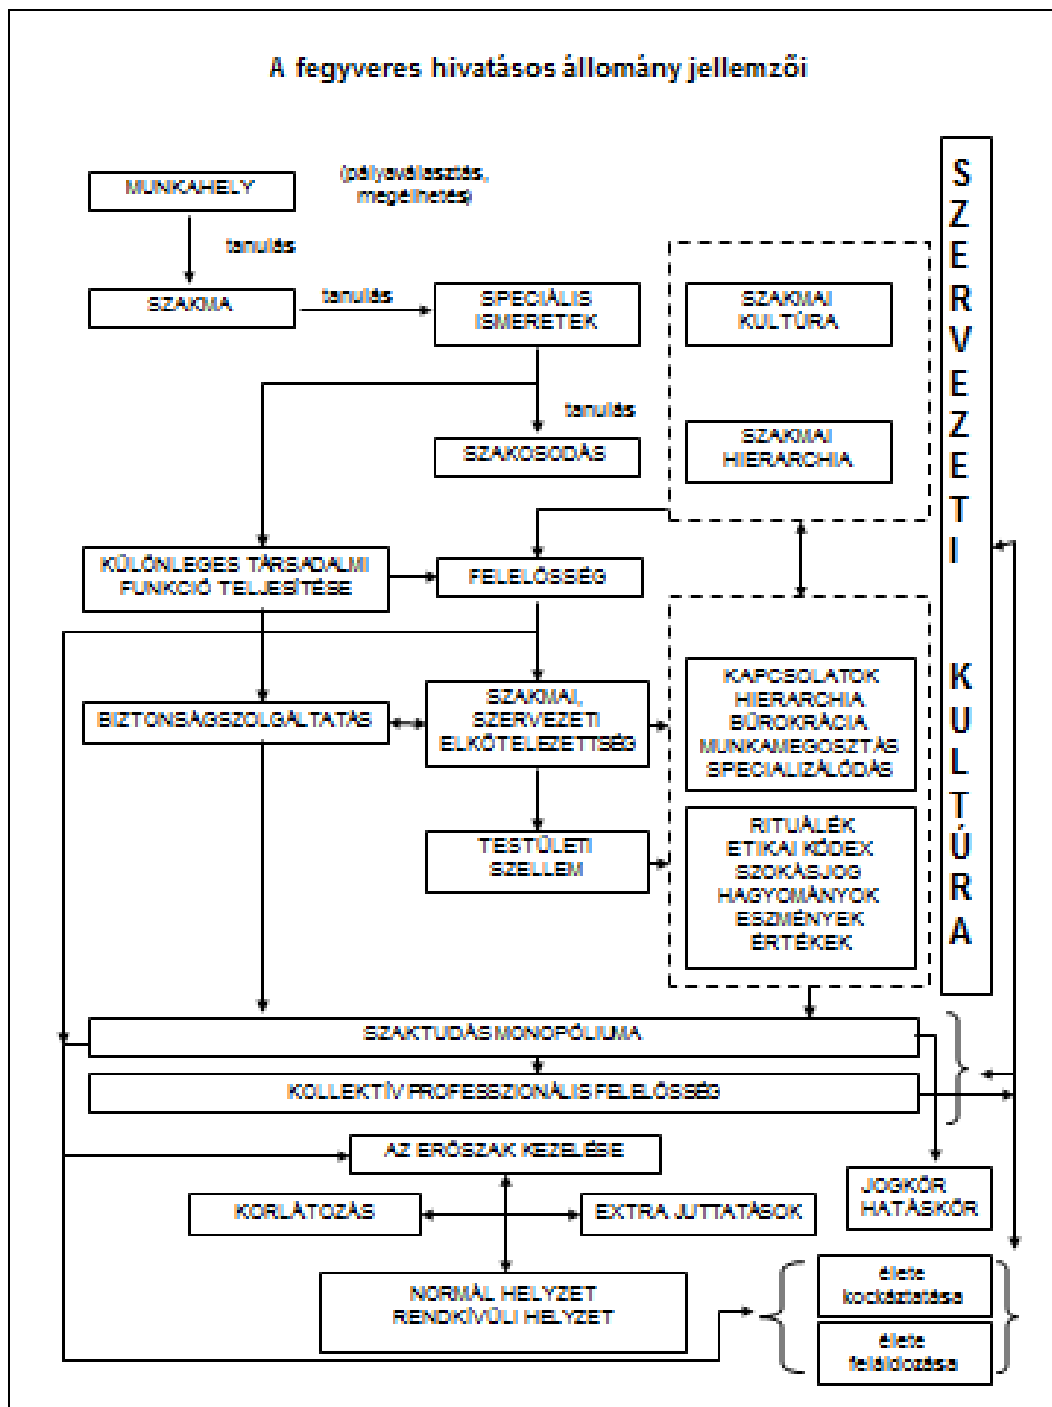 A fegyveres hivatásos állomány jellemzői
MUNKAHELY
(pályaválasztás,
megélhetés)
tanulás
SZAKMA
tanulás
SPECIÁLIS
ISMERETEK
SZAKMAI
KULTÚRA
tanulás
SZAKOSODÁS
SZAKMAI
HIERARCHIA
KÜLÖNLEGES TÁRSADALMI
FUNKCIÓ TELJESÍTÉSE
FELELŐSSÉG
BIZTONSÁGSZOLGÁLTATÁS
SZAKMAI,
SZERVEZETI
ELKÖTELEZETTSÉG
KAPCSOLATOK
HIERARCHIA
BÜROKRÁCIA
MUNKAMEGOSZTÁS
SPECIALIZÁLÓDÁS
TESTÜLETI
SZELLEM
RITUÁLÉK
ETIKAI KÓDEX
SZOKÁSJOG
HAGYOMÁNYOK
ESZMÉNYEK
ÉRTÉKEK
SZERVEZETI KULTÚRA
SZAKTUDÁS MONOPÓLIUMA
KOLLEKTÍV PROFESSZIONÁLIS FELELŐSSÉG
AZ ERŐSZAK KEZELÉSE
KORLÁTOZÁS
EXTRA JUTTATÁSOK
JOGKÖR
HATÁSKÖR
NORMÁL HELYZET
RENDKÍVÜLI HELYZET
élete
kockáztatása
élete
feláldozása